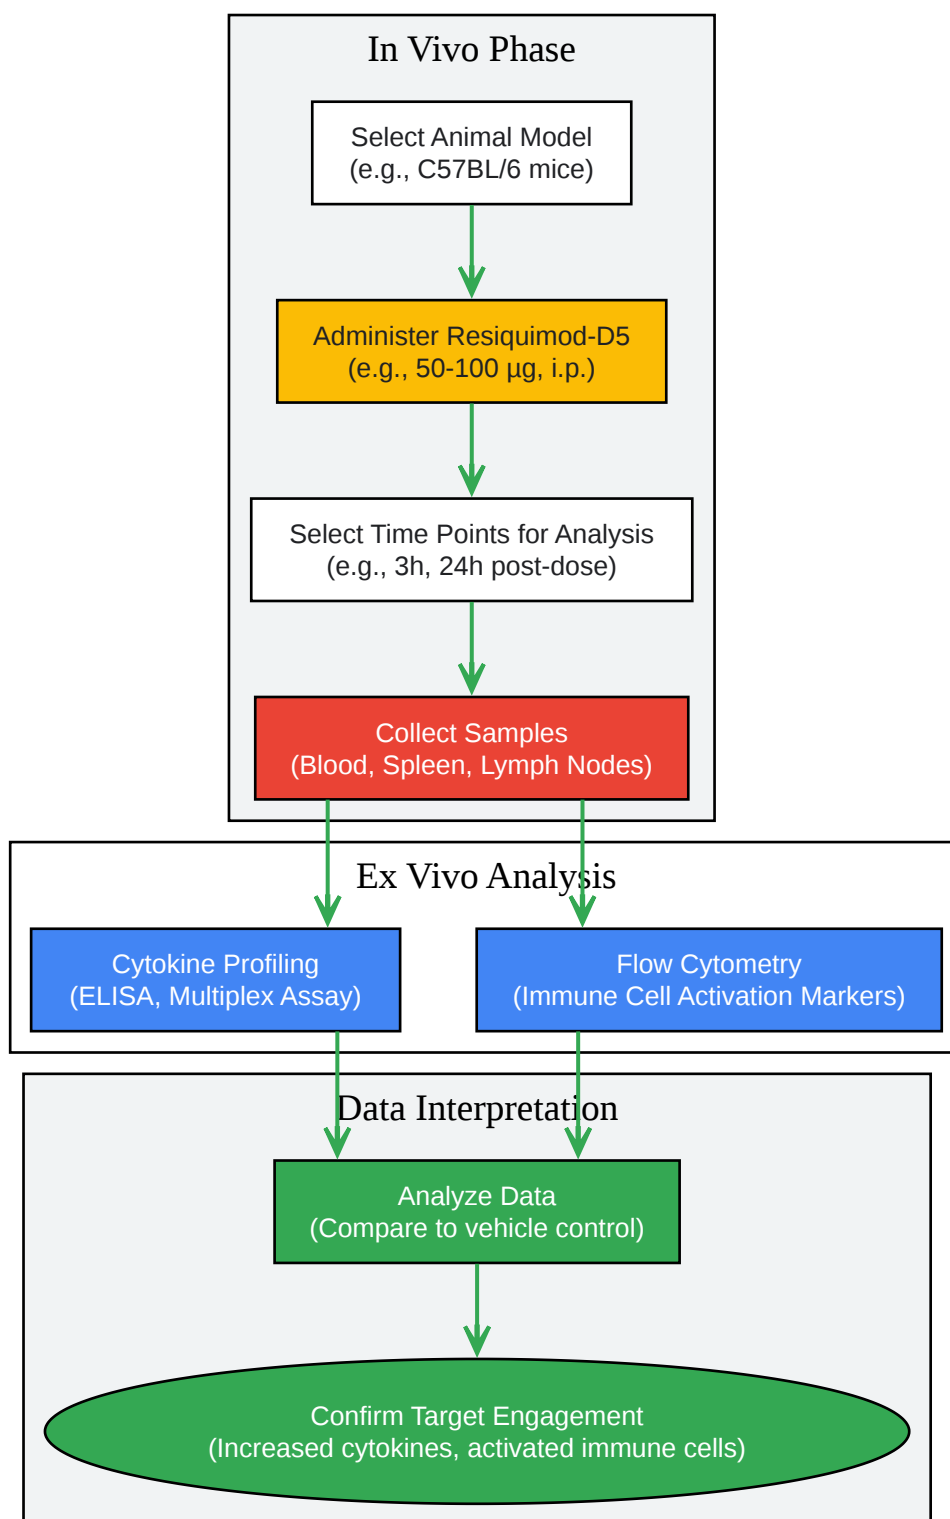 In Vivo Phase
Select Animal Model
(e.g., C57BL/6 mice)
Administer Resiquimod-D5
(e.g., 50-100 µg, i.p.)
Select Time Points for Analysis
(e.g., 3h, 24h post-dose)
Collect Samples
(Blood, Spleen, Lymph Nodes)
Ex Vivo Analysis
Cytokine Profiling
(ELISA, Multiplex Assay)
Flow Cytometry
(Immune Cell Activation Markers)
Data Interpretation
Analyze Data
(Compare to vehicle control)
Confirm Target Engagement
(Increased cytokines, activated immune cells)